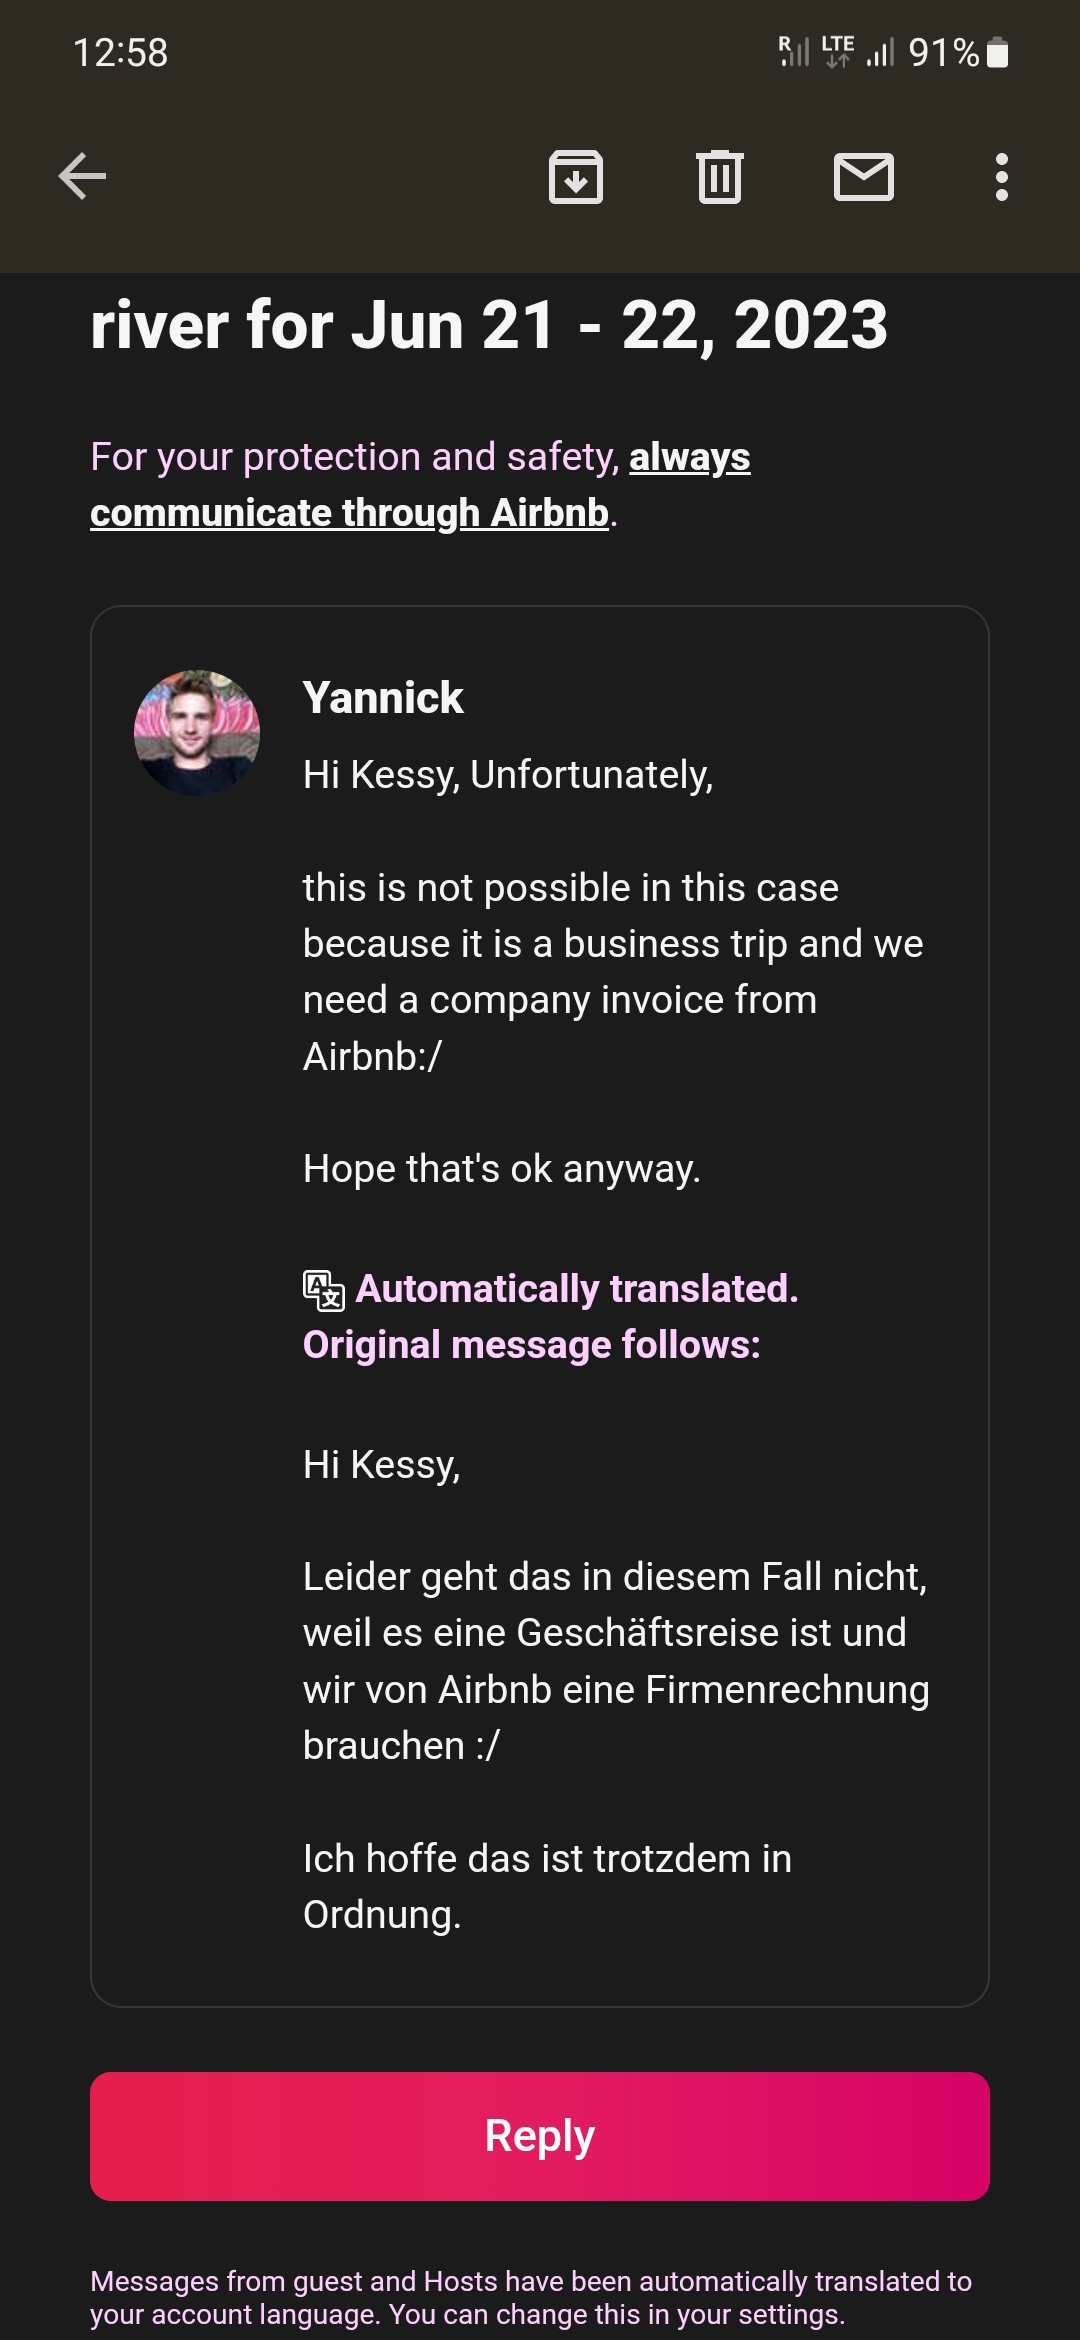 12:58
R LTE 91%
river for Jun 21 - 22, 2023
For your protection and safety, always
communicate through Airbnb.
Yannick
Hi Kessy, Unfortunately,
this is not possible in this case
because it is a business trip and we
need a company invoice from
Airbnb:/
Hope that's ok anyway.
A 文 Automatically translated.
Original message follows:
Hi Kessy,
Leider geht das in diesem Fall nicht,
weil es eine Geschäftsreise ist und
wir von Airbnb eine Firmenrechnung
brauchen :/
Ich hoffe das ist trotzdem in
Ordnung.
Reply
Messages from guest and Hosts have been automatically translated to
your account language. You can change this in your settings.